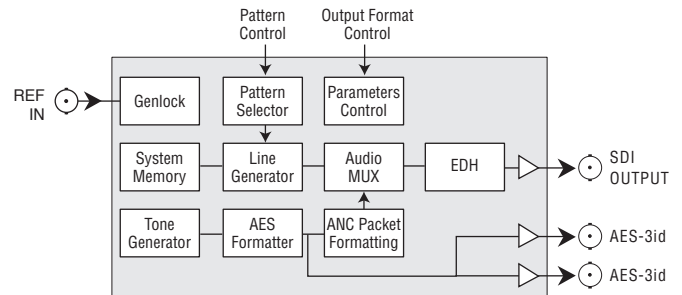 Pattern
Control
Output Format
Control
REF
IN
Genlock
Pattern
Selector
Parameters
Control
System
Memory
Line
Generator
Audio
MUX
EDH
SDI
OUTPUT
Tone
Generator
AES
Formatter
ANC Packet
Formatting
AES-3id
AES-3id